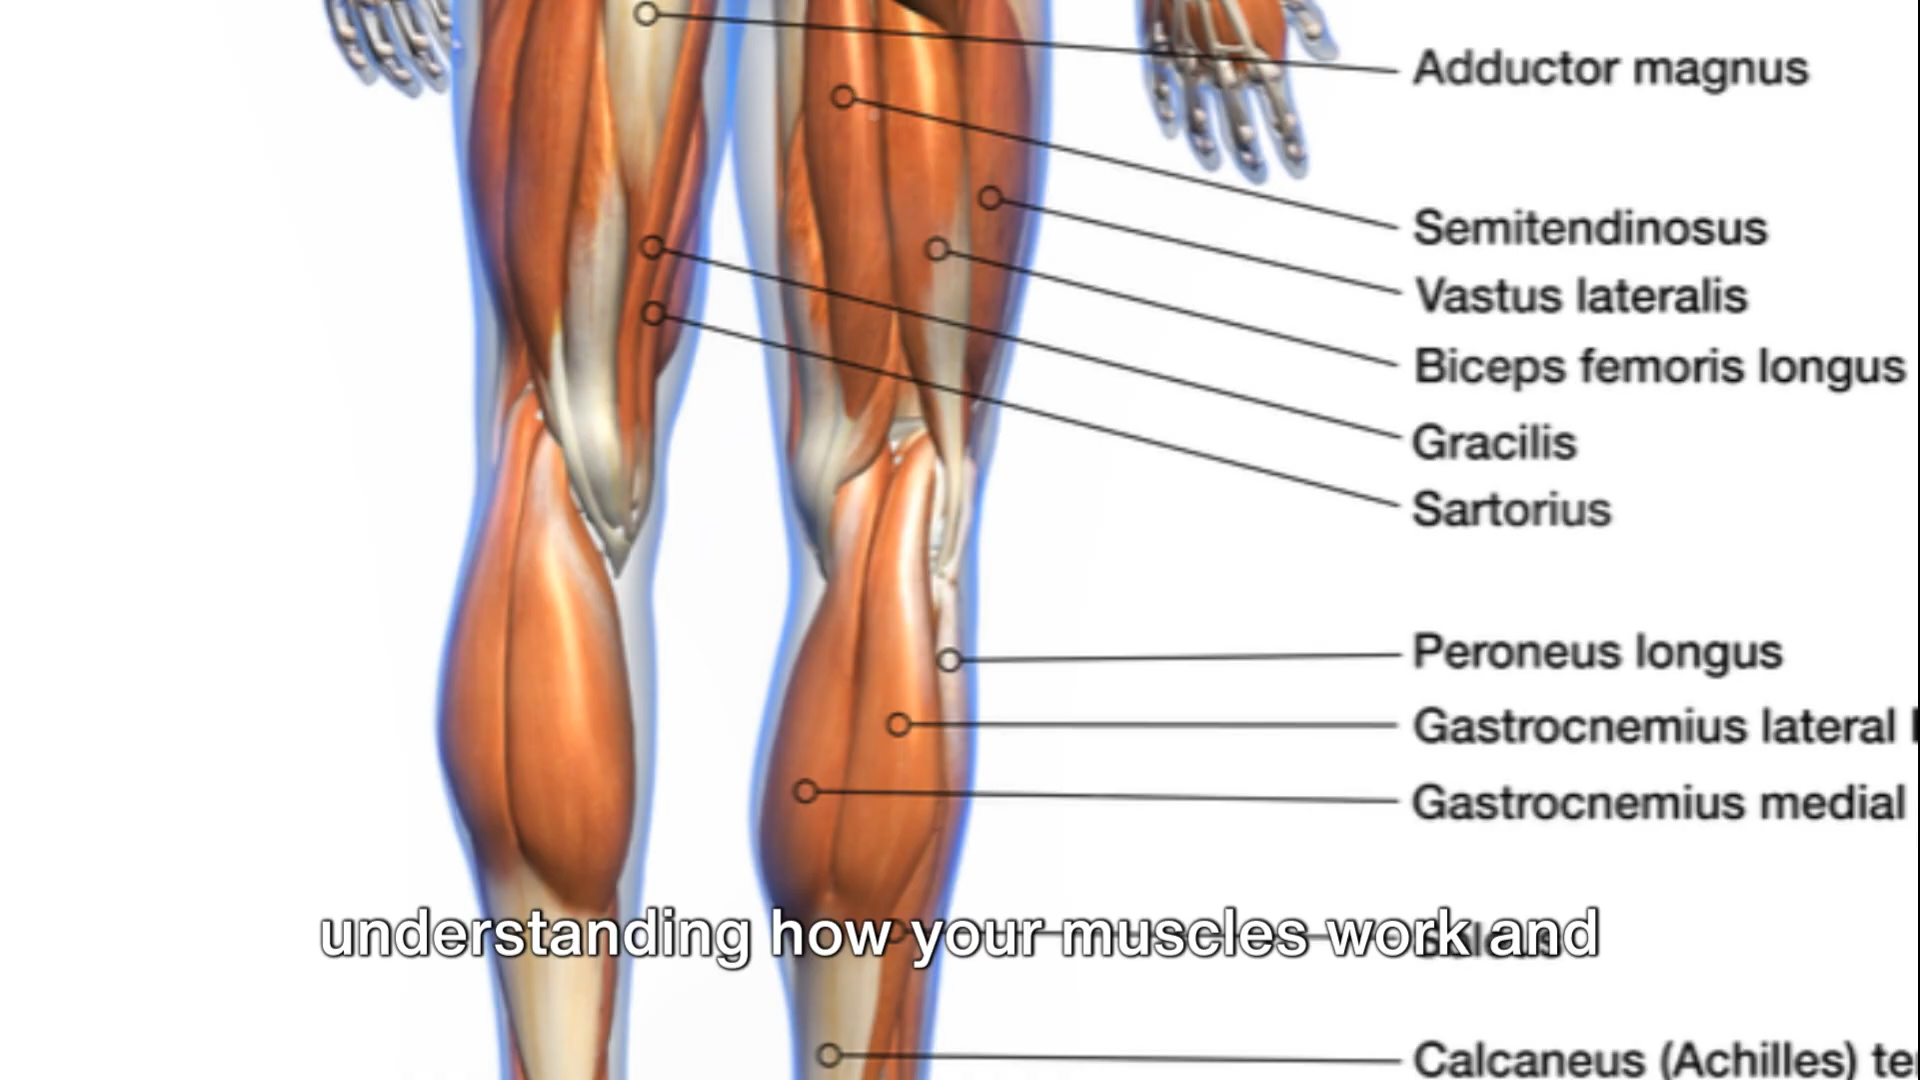 Adductor magnus
Semitendinosus
Vastus lateralis
Biceps femoris longus
Gracilis
Sartorius
Peroneus longus
Gastrocnemius lateral
Gastrocnemius medial
understanding how your muscles work and
Calcaneus (Achilles)